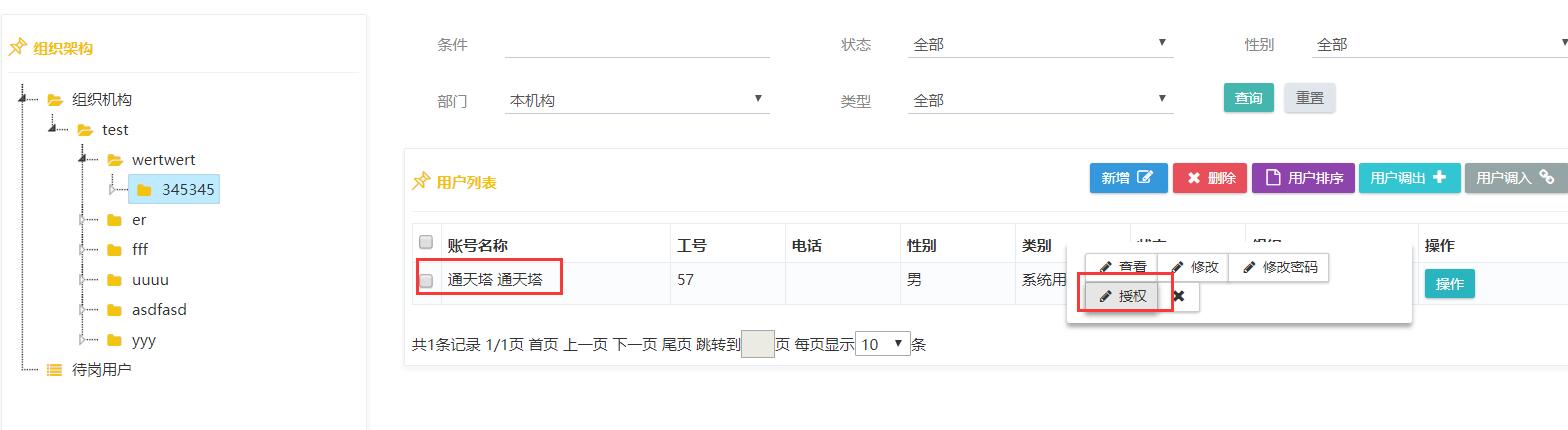 组织架构
组织机构
test
wertwert
345345
er
fff
uuuu
asdfasd
yyy
待岗用户
条件 状态 全部 性别 全部
部门 本机构 类型 全部 查询 重置
用户列表 新增 删除 用户排序 用户调出 用户调入
账号名称 工号 电话 性别 类别 操作
通天塔 通天塔 57 男 系统用 操作
查看 修改 修改密码
授权
共1条记录 1/1页 首页 上一页 下一页 尾页 跳转到 页 每页显示 10 条